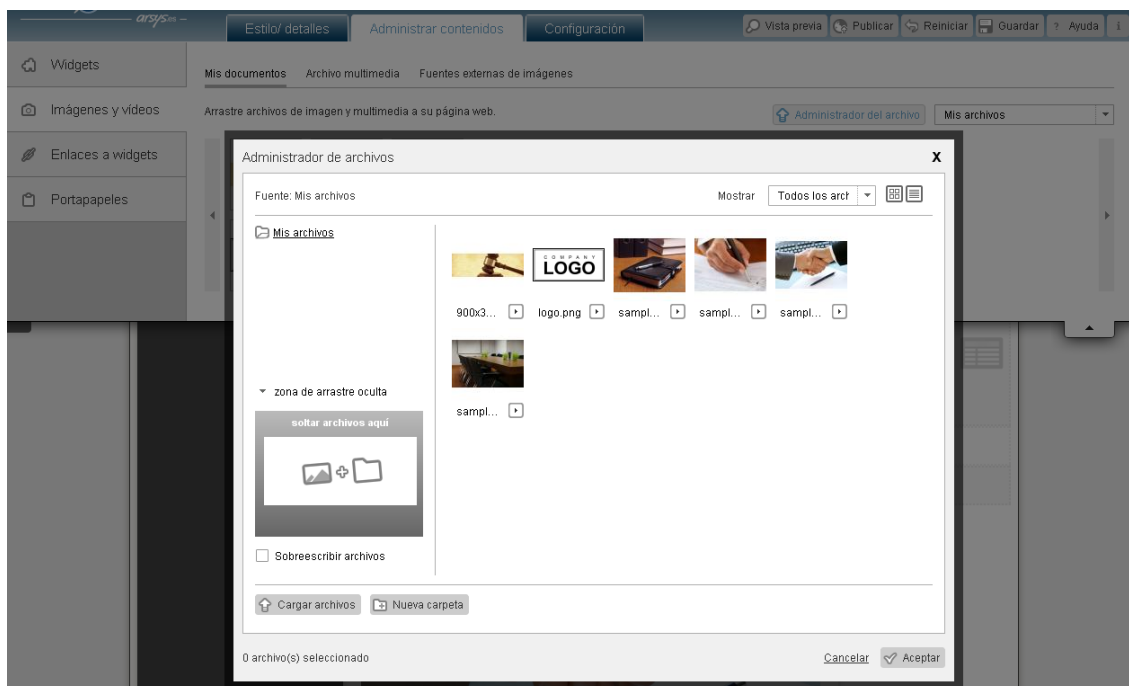 arsys.es
Estilo/ detalles
Administrar contenidos
Configuración
Vista previa
Publicar
Reiniciar
Guardar
? Ayuda
i
Widgets
Imágenes y vídeos
Enlaces a widgets
Portapapeles
Mis documentos
Archivo multimedia
Fuentes externas de imágenes
Arrastre archivos de imagen y multimedia a su página web.
Administrador del archivo
Mis archivos
Administrador de archivos
X
Fuente: Mis archivos
Mostrar
Todos los arch
Mis archivos
COMPANY
LOGO
900x3...
logo.png
sampl...
sampl...
sampl...
sampl...
zona de arrastre oculta
soltar archivos aquí
Sobreescribir archivos
Cargar archivos
Nueva carpeta
0 archivo(s) seleccionado
Cancelar
Aceptar